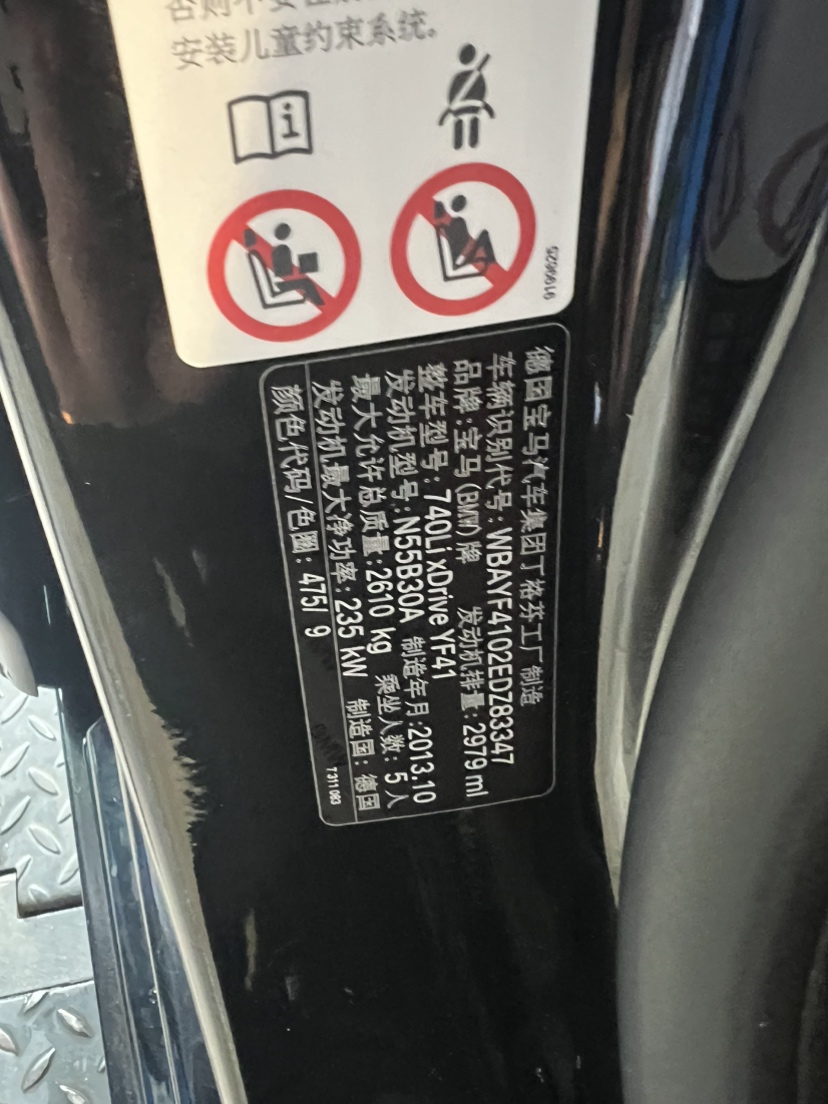 安装儿童约束系统。
9199625
德国宝马汽车集团丁格芬工厂制造
车辆识别代号: WBAYF4102EDZ83347
品牌: 宝马(BMW)牌 发动机排量: 2979 ml
整车型号: 740Li xDrive YF41
发动机型号: N55B30A 制造年月: 2013.10
最大允许总质量: 2610 kg 乘坐人数: 5人
发动机最大净功率: 235 kW 制造国: 德国
颜色代码/色圈: 475/ 9
7311083